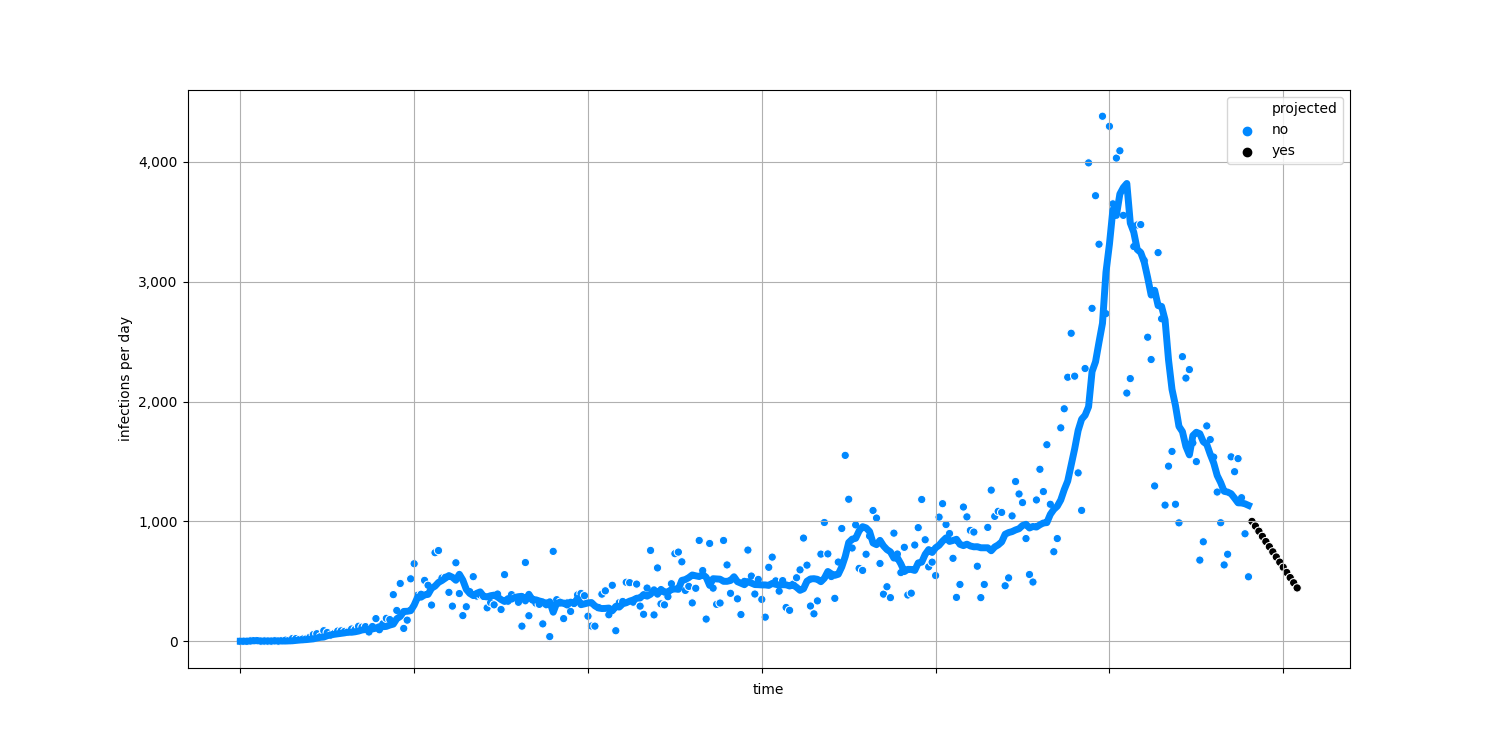 projected
no
yes
4,000
3,000
2,000
1,000
0
infections per day
time